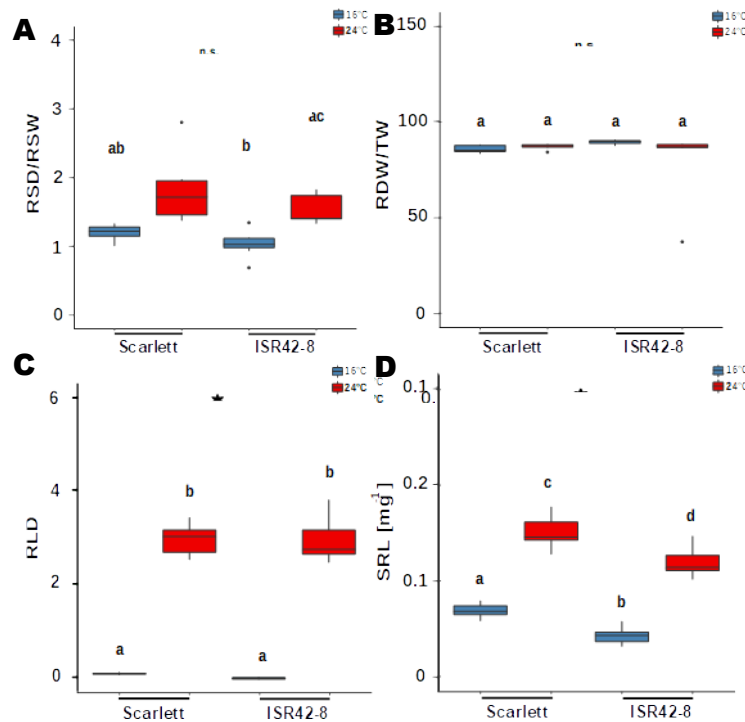 A
16°C
24°C
n.s
4
3
2
1
0
RSD/RSW
ab
b
ac
Scarlett
ISR42-8
B
16°C
24°C
150
100
50
0
RDW/TW
a
a
a
a
Scarlett
ISR42-8
C
16°C
24°C
°C
°C
6
4
2
0
RLD
a
b
a
b
Scarlett
ISR42-8
D
16°C
24°C
0.1
0.
0.2
0.1
0
SRL [mg⁻¹]
a
c
b
d
Scarlett
ISR42-8